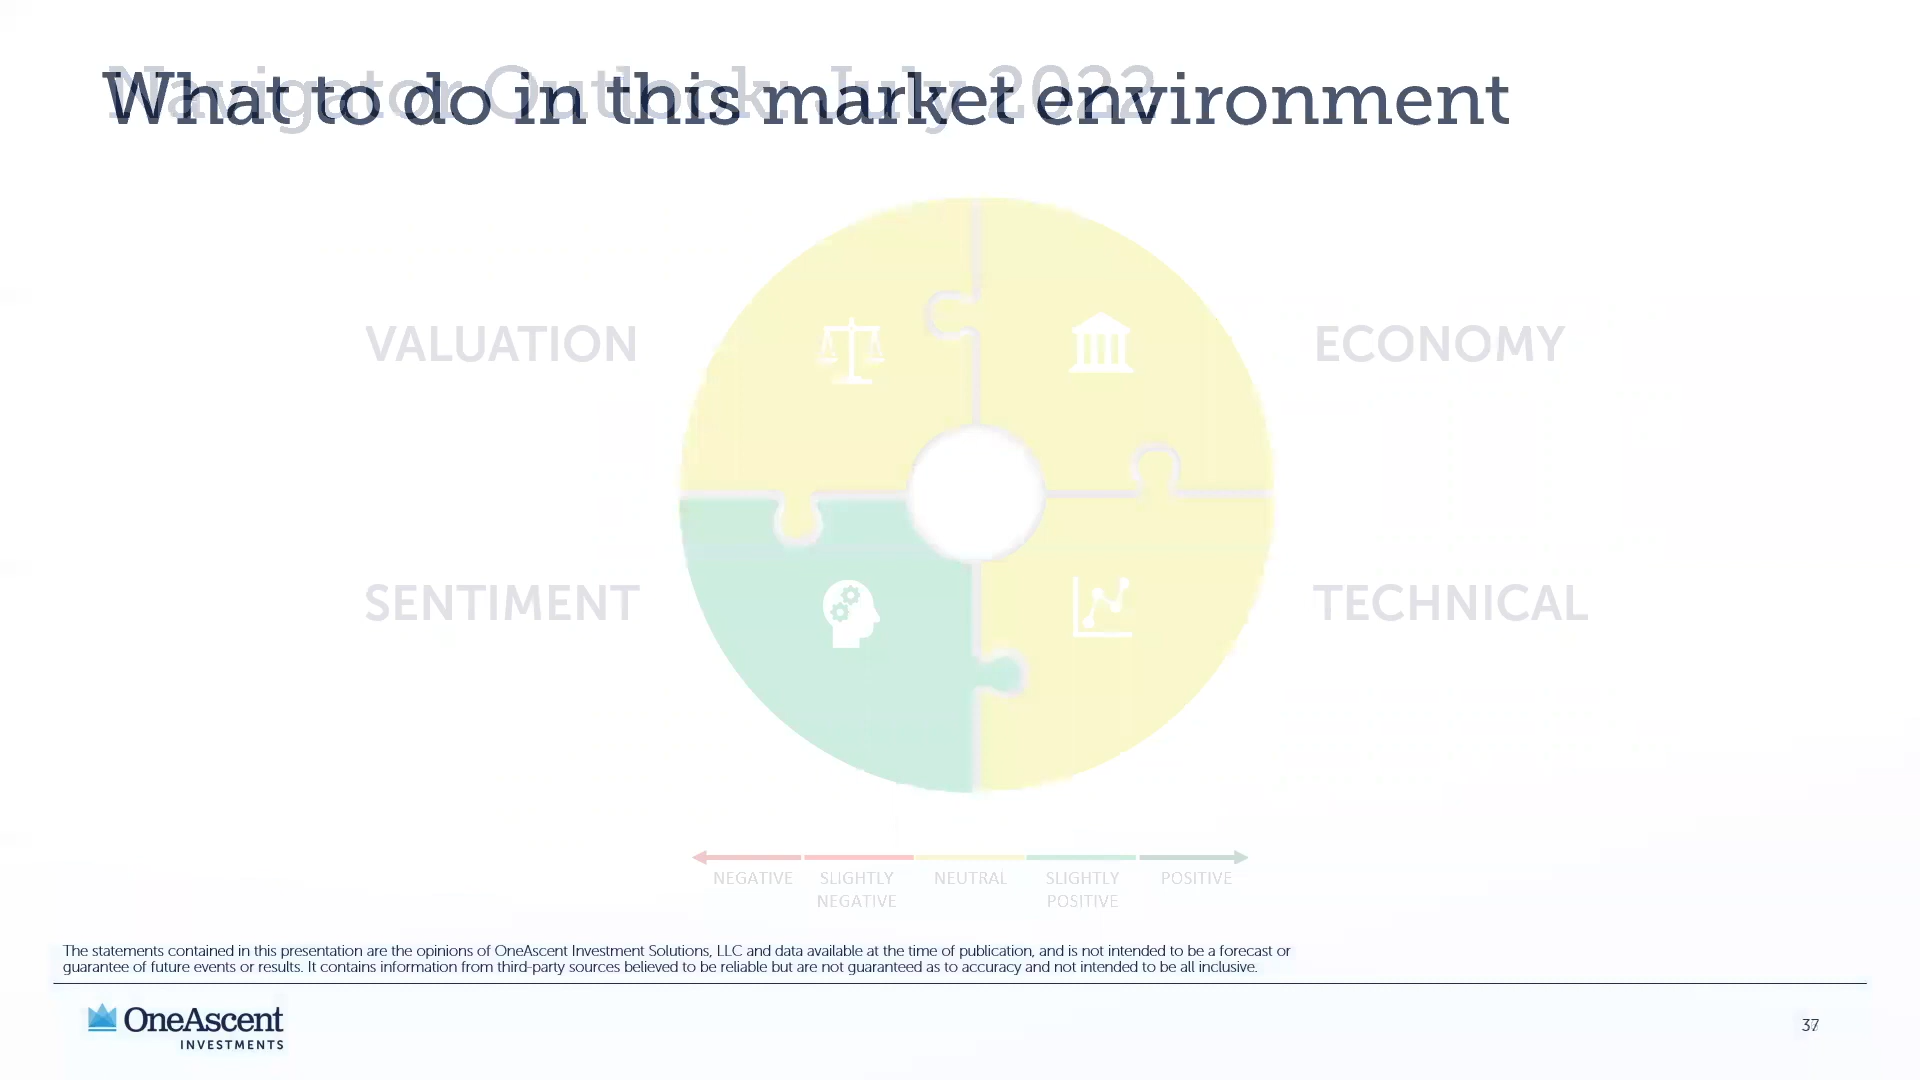 What to do in this market environment
Navigator Outlook: July 2022
VALUATION
ECONOMY
SENTIMENT
TECHNICAL
NEGATIVE
SLIGHTLY
NEGATIVE
NEUTRAL
SLIGHTLY
POSITIVE
POSITIVE
The statements contained in this presentation are the opinions of OneAscent Investment Solutions, LLC and data available at the time of publication, and is not intended to be a forecast or
guarantee of future events or results. It contains information from third-party sources believed to be reliable but are not guaranteed as to accuracy and not intended to be all inclusive.
OneAscent
INVESTMENTS
37